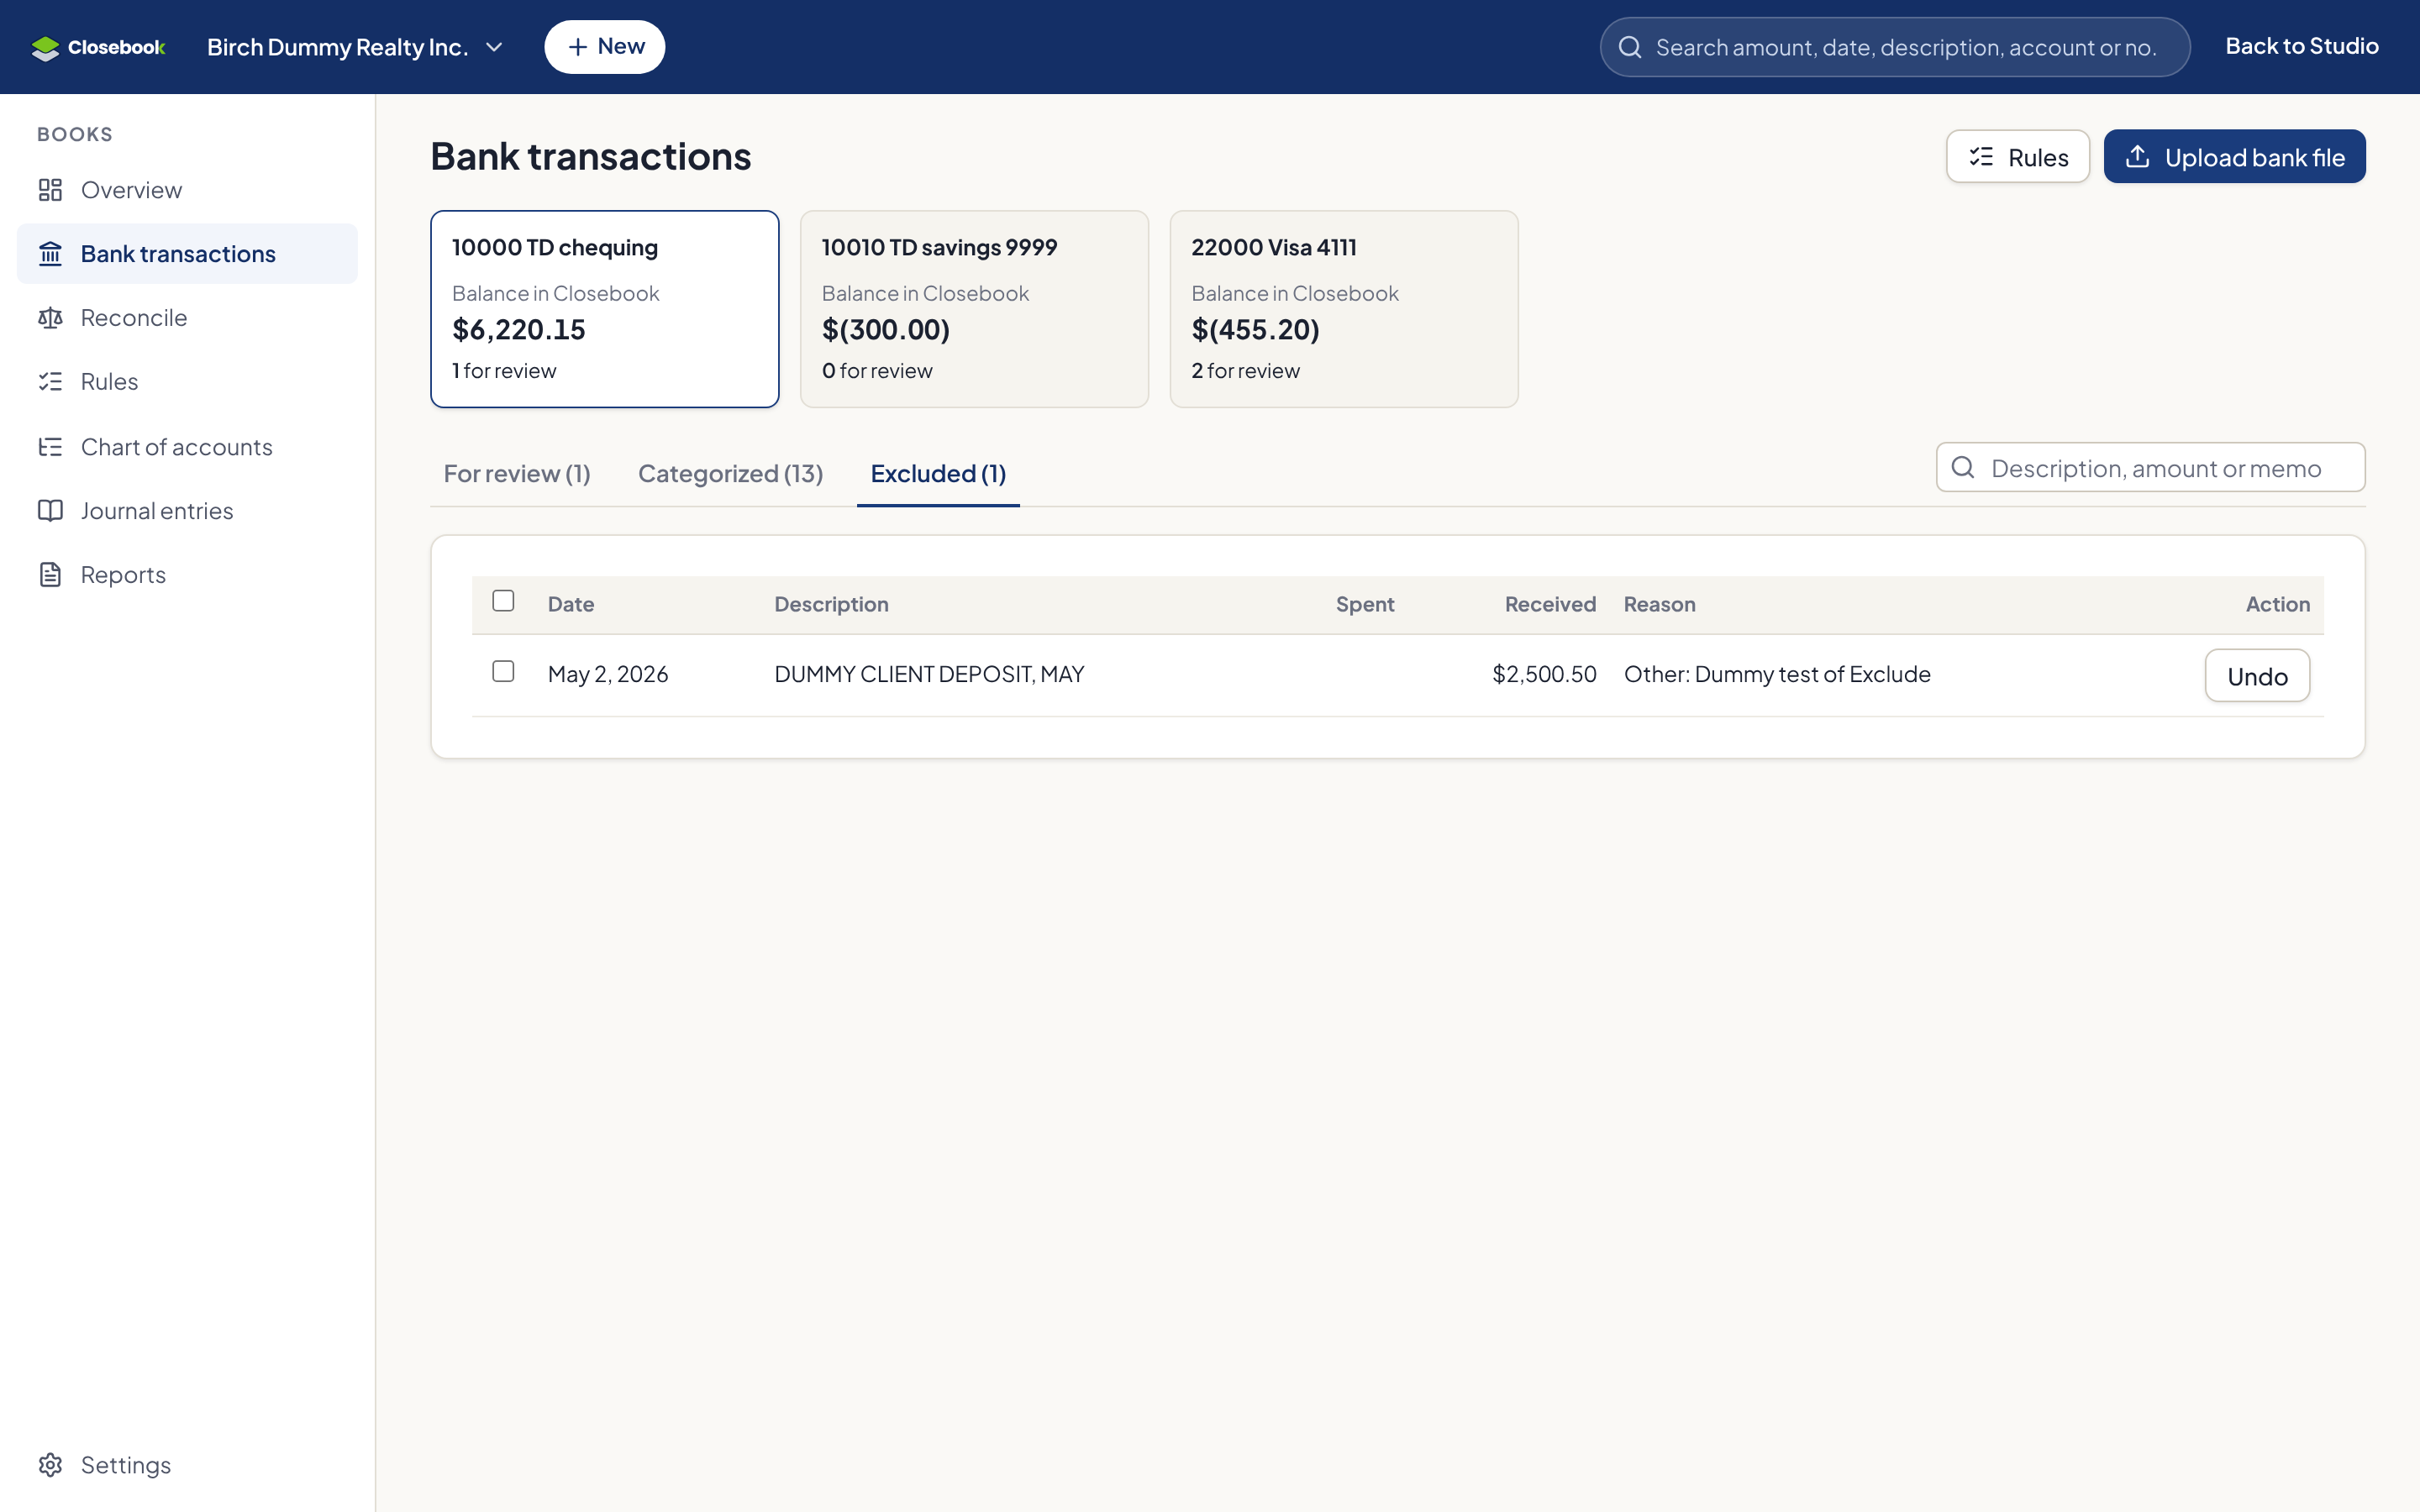 Closebook
Birch Dummy Realty Inc.
New
Search amount, date, description, account or no.
Back to Studio
BOOKS
Overview
Bank transactions
Reconcile
Rules
Chart of accounts
Journal entries
Reports
Settings
Bank transactions
Rules
Upload bank file
10000 TD chequing
Balance in Closebook
$6,220.15
1 for review
10010 TD savings 9999
Balance in Closebook
$(300.00)
0 for review
22000 Visa 4111
Balance in Closebook
$(455.20)
2 for review
For review (1) Categorized (13) Excluded (1)
Description, amount or memo
Date Description Spent Received Reason Action
May 2, 2026 DUMMY CLIENT DEPOSIT, MAY $2,500.50 Other: Dummy test of Exclude Undo